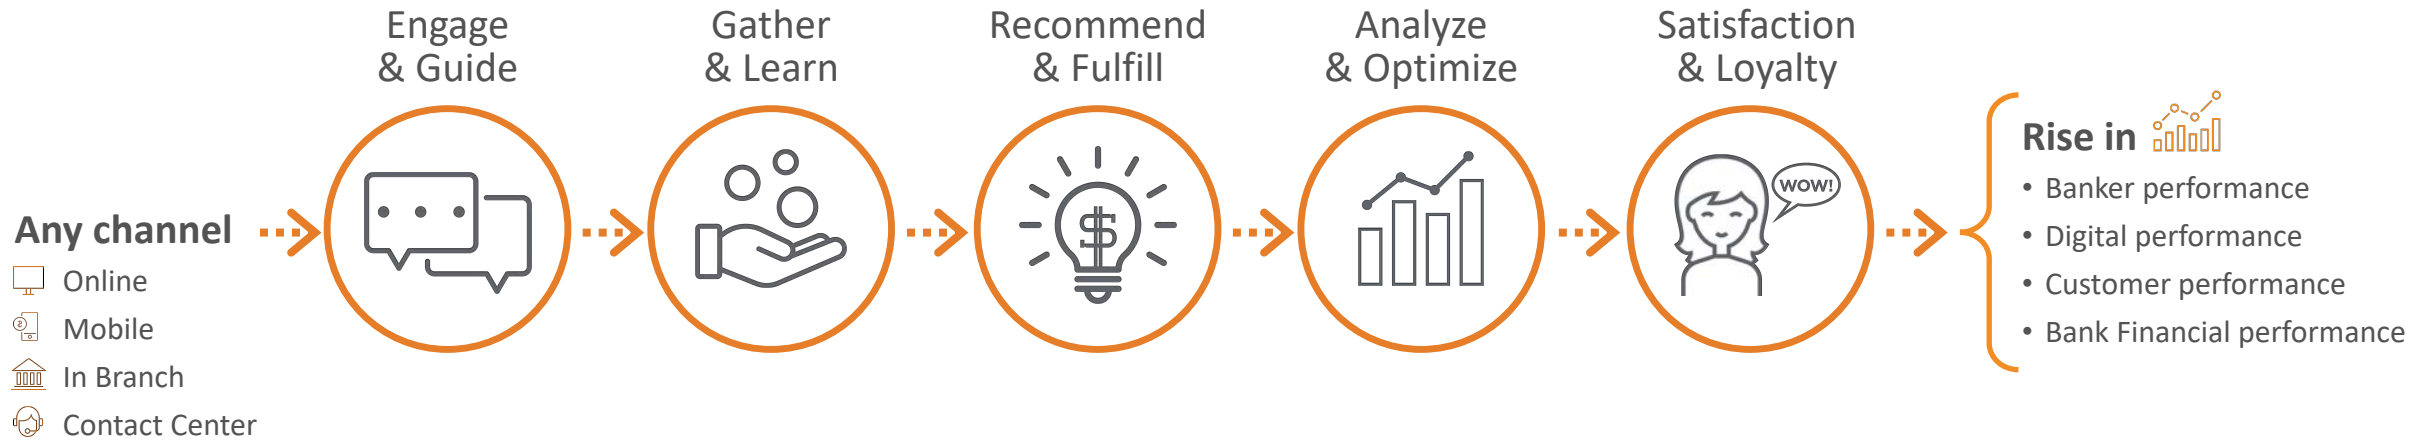 Any channel
Online
Mobile
In Branch
Contact Center
Engage
& Guide
Gather
& Learn
Recommend
& Fulfill
$
Analyze
& Optimize
Satisfaction
& Loyalty
WOW!
Rise in
• Banker performance
• Digital performance
• Customer performance
• Bank Financial performance